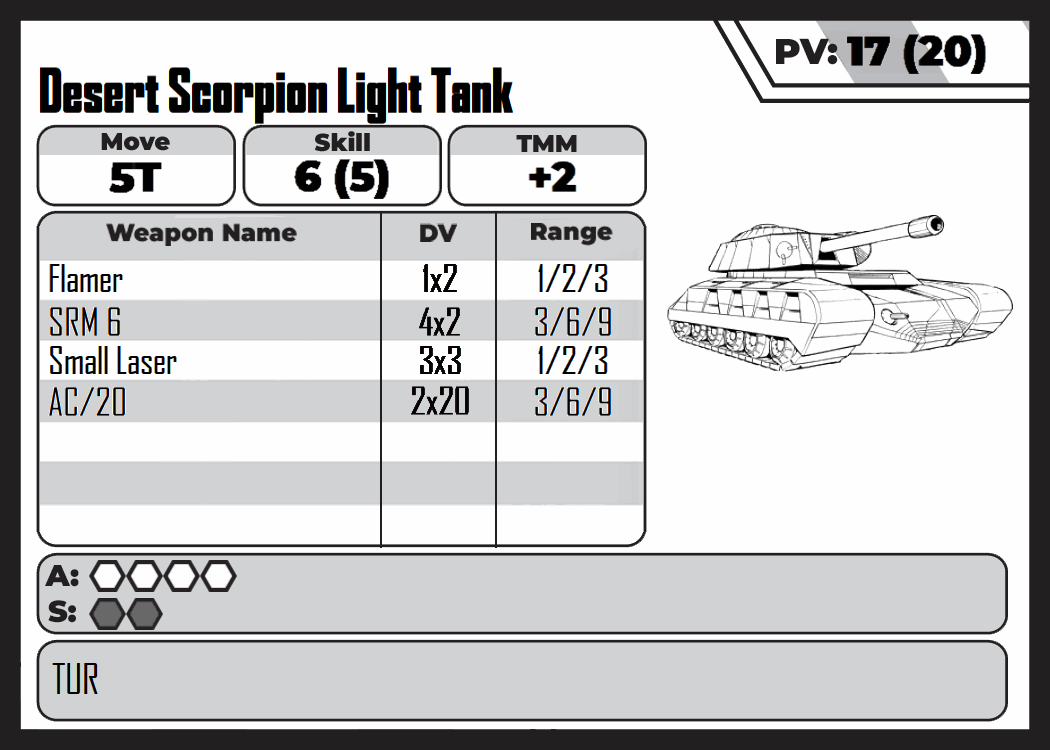 PV: 17 (20)
Desert Scorpion Light Tank
Move Skill TMM
5T 6 (5) +2
Weapon Name DV Range
Flamer 1x2 1/2/3
SRM 6 4x2 3/6/9
Small Laser 3x3 1/2/3
AC/20 2x20 3/6/9
A:
S:
TUR